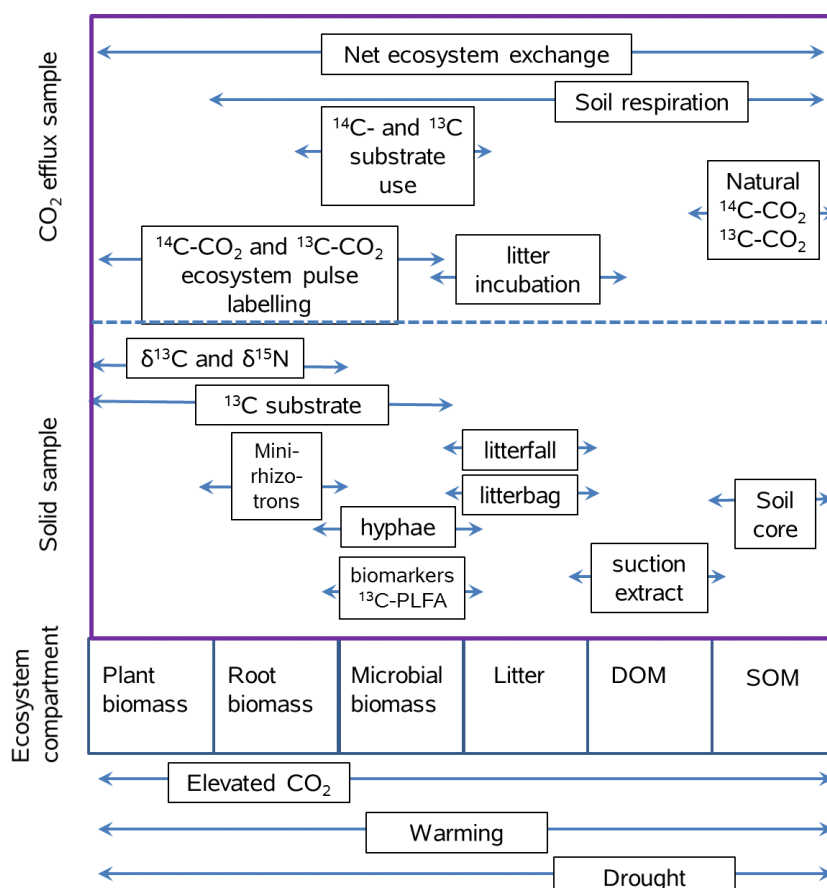 CO₂ efflux sample
Net ecosystem exchange
Soil respiration
¹⁴C- and ¹³C
substrate
use
Natural
¹⁴C-CO₂
¹³C-CO₂
¹⁴C-CO₂ and ¹³C-CO₂
ecosystem pulse
labelling
litter
incubation
Solid sample
δ¹³C and δ¹⁵N
¹³C substrate
Mini-
rhizo-
trons
litterfall
litterbag
Soil
core
hyphae
biomarkers
¹³C-PLFA
suction
extract
Ecosystem
compartment
Plant
biomass
Root
biomass
Microbial
biomass
Litter
DOM
SOM
Elevated CO₂
Warming
Drought